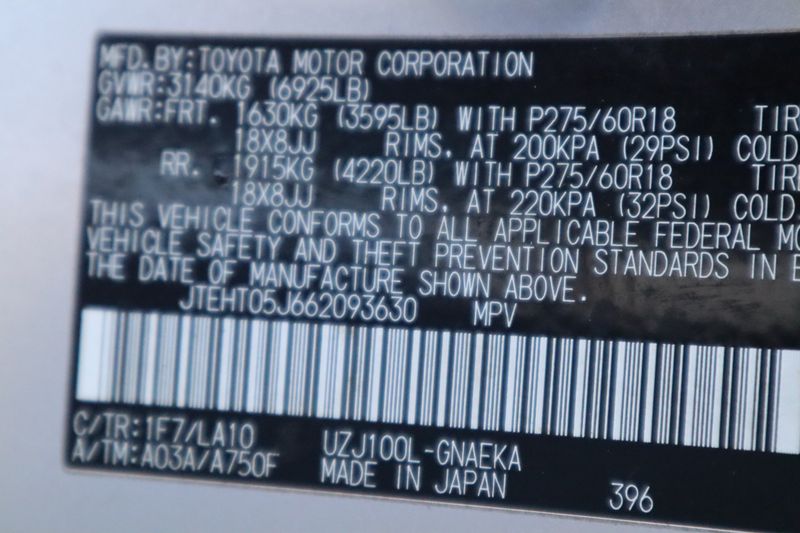 MFD. BY: TOYOTA MOTOR CORPORATION
GVWR: 3140KG (6925LB)
GAWR: FRT. 1630KG (3595LB) WITH P275/60R18 TIR
18X8JJ RIMS. AT 200KPA (29PSI) COLD
RR. 1915KG (4220LB) WITH P275/60R18 TIR
18X8JJ RIMS. AT 220KPA (32PSI) COLD.
THIS VEHICLE CONFORMS TO ALL APPLICABLE FEDERAL MO
VEHICLE SAFETY AND THEFT PREVENTION STANDARDS IN E
THE DATE OF MANUFACTURE SHOWN ABOVE.
JTEHT05J662093630 MPV
C/TR: 1F7/LA10 UZJ100L-GNAEKA
A/TM: A03A/A750F MADE IN JAPAN 396